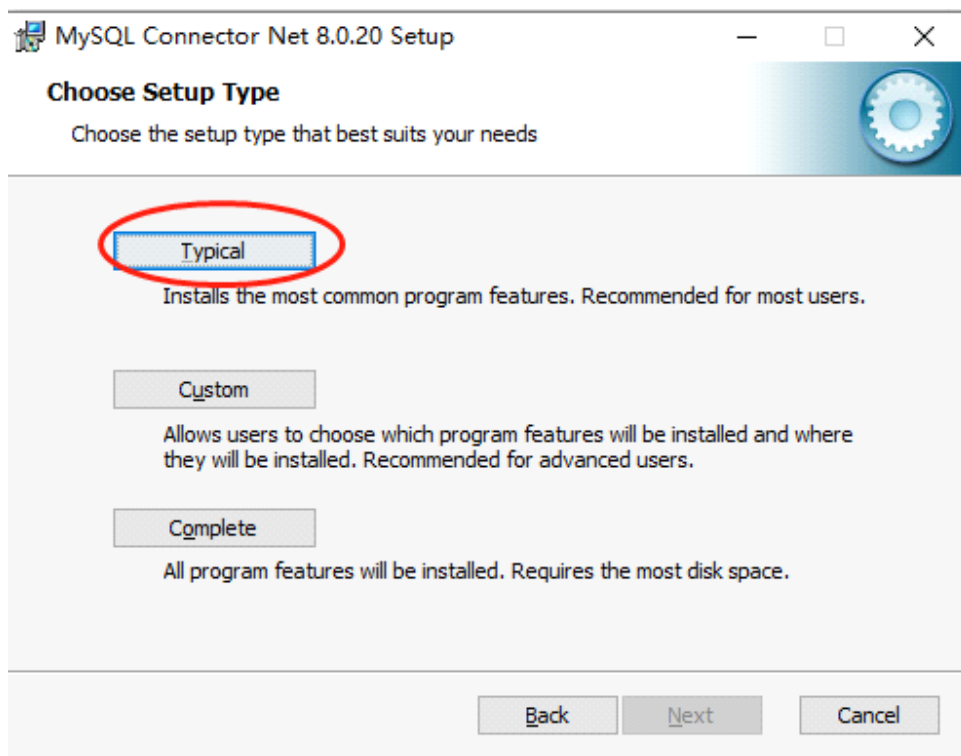 MySQL Connector Net 8.0.20 Setup
Choose Setup Type
Choose the setup type that best suits your needs
Typical
Installs the most common program features. Recommended for most users.
Custom
Allows users to choose which program features will be installed and where
they will be installed. Recommended for advanced users.
Complete
All program features will be installed. Requires the most disk space.
Back Next Cancel